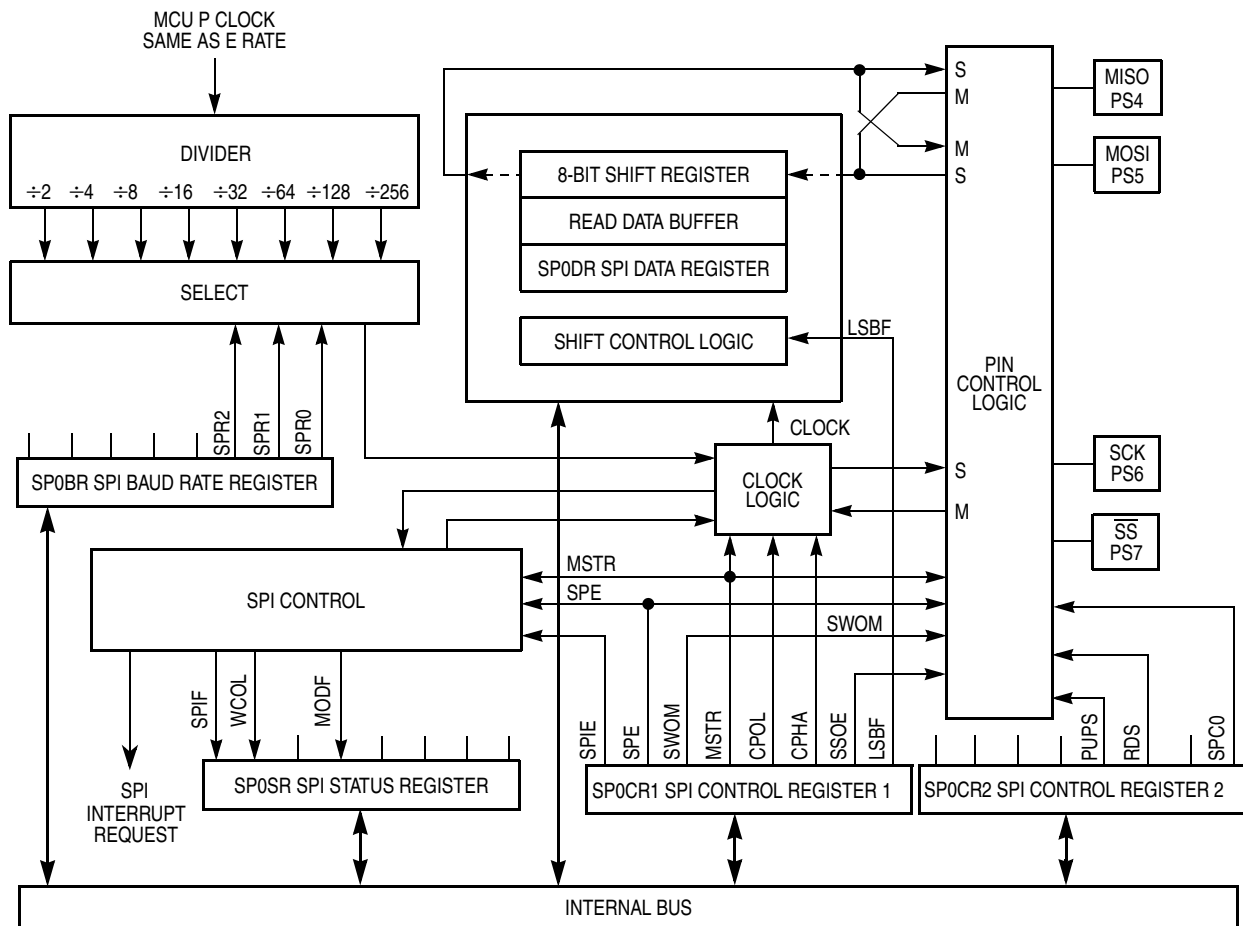 MCU P CLOCK
SAME AS E RATE
DIVIDER
÷2 ÷4 ÷8 ÷16 ÷32 ÷64 ÷128 ÷256
SELECT
SPR2
SPR1
SPR0
SP0BR SPI BAUD RATE REGISTER
8-BIT SHIFT REGISTER
READ DATA BUFFER
SP0DR SPI DATA REGISTER
SHIFT CONTROL LOGIC
LSBF
CLOCK
CLOCK
LOGIC
S
M
M
S
S
M
PIN
CONTROL
LOGIC
MISO
PS4
MOSI
PS5
SCK
PS6
SS
PS7
SPI CONTROL
MSTR
SPE
SWOM
SPIF
WCOL
MODF
SPI
INTERRUPT
REQUEST
SP0SR SPI STATUS REGISTER
SPIE
SPE
SWOM
MSTR
CPOL
CPHA
SSOE
LSBF
SP0CR1 SPI CONTROL REGISTER 1
PUPS
RDS
SPC0
SP0CR2 SPI CONTROL REGISTER 2
INTERNAL BUS